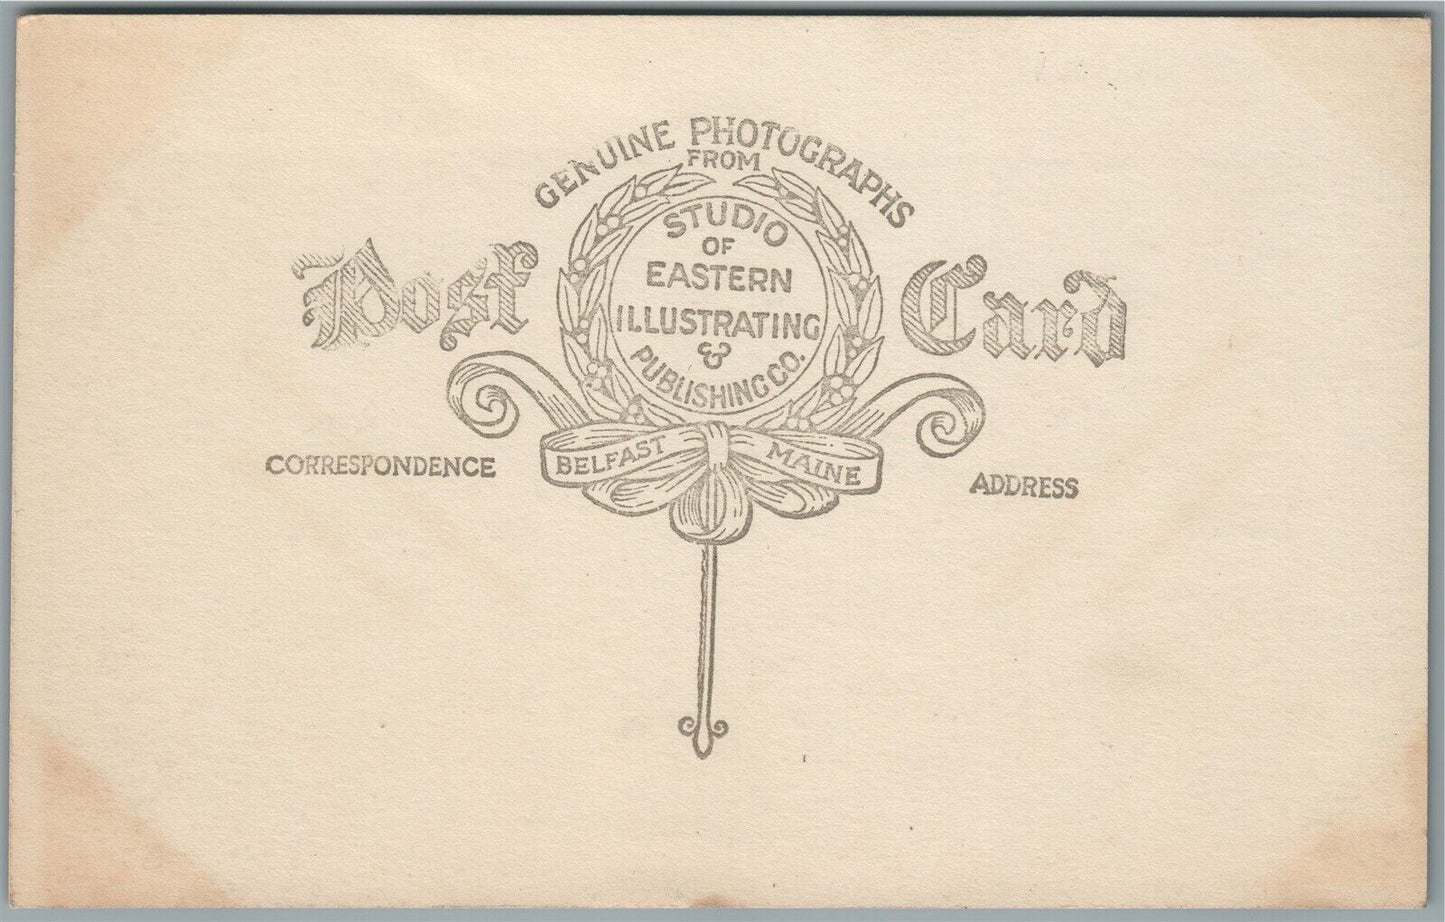 GENUINE PHOTOGRAPHS
FROM
STUDIO
OF
EASTERN
ILLUSTRATING
&
PUBLISHING CO.
Post Card
BELFAST MAINE
CORRESPONDENCE
ADDRESS